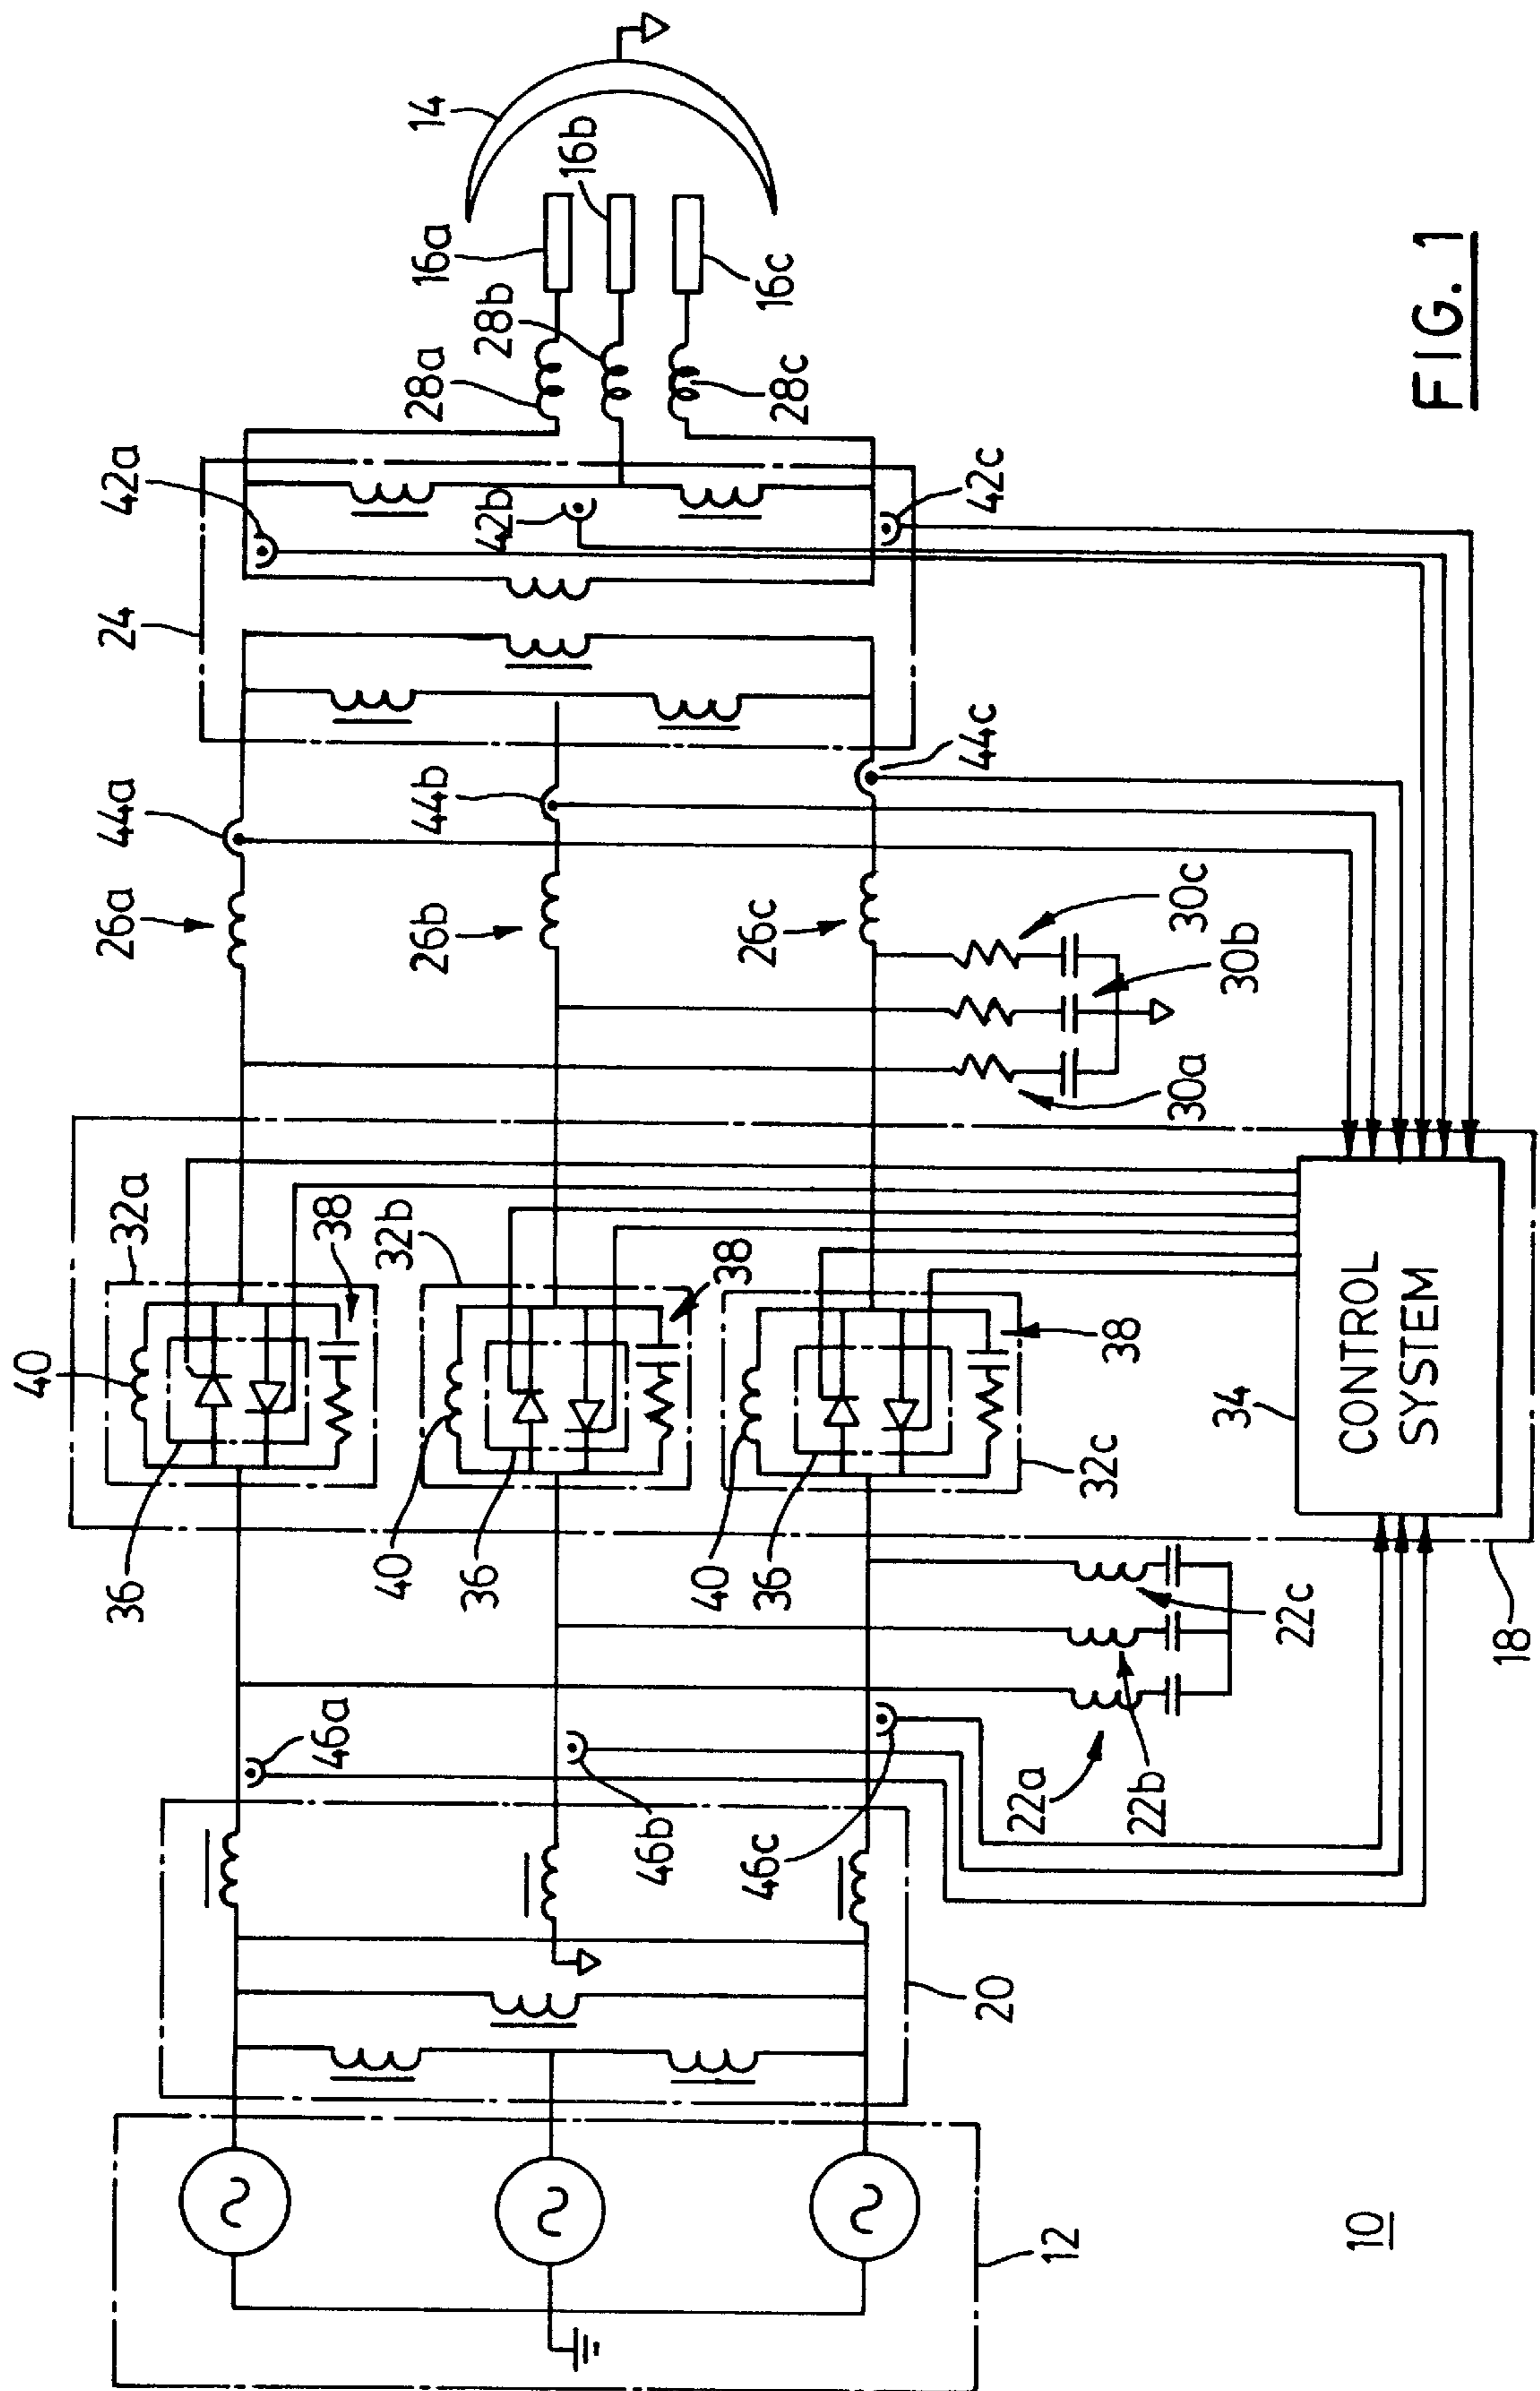 14
16a
16b
16c
28a
28b
28c
42a
42b
42c
24
44a
44b
44c
26a
26b
26c
30a
30b
30c
32a
32b
32c
38
38
38
40
40
40
36
36
36
34
CONTROL
SYSTEM
18
22a
22b
22c
46a
46b
46c
20
12
10
FIG. 1